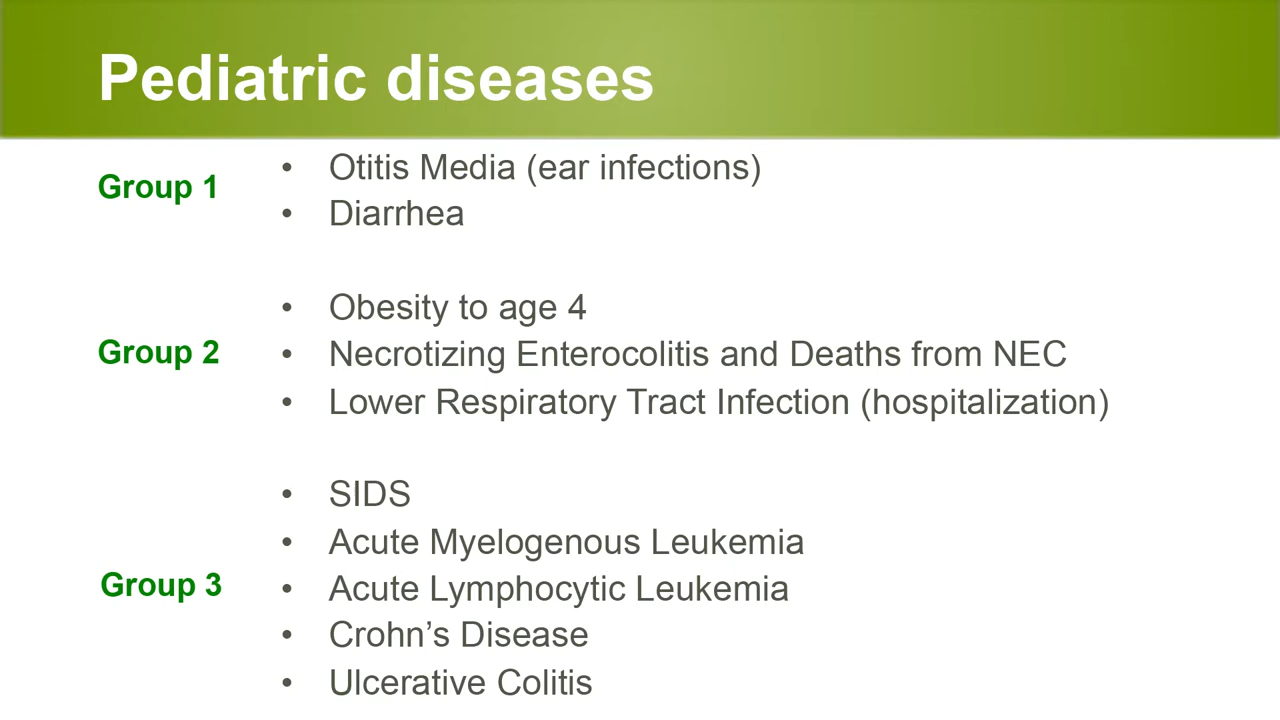 Pediatric diseases
Group 1
• Otitis Media (ear infections)
• Diarrhea
Group 2
• Obesity to age 4
• Necrotizing Enterocolitis and Deaths from NEC
• Lower Respiratory Tract Infection (hospitalization)
Group 3
• SIDS
• Acute Myelogenous Leukemia
• Acute Lymphocytic Leukemia
• Crohn’s Disease
• Ulcerative Colitis